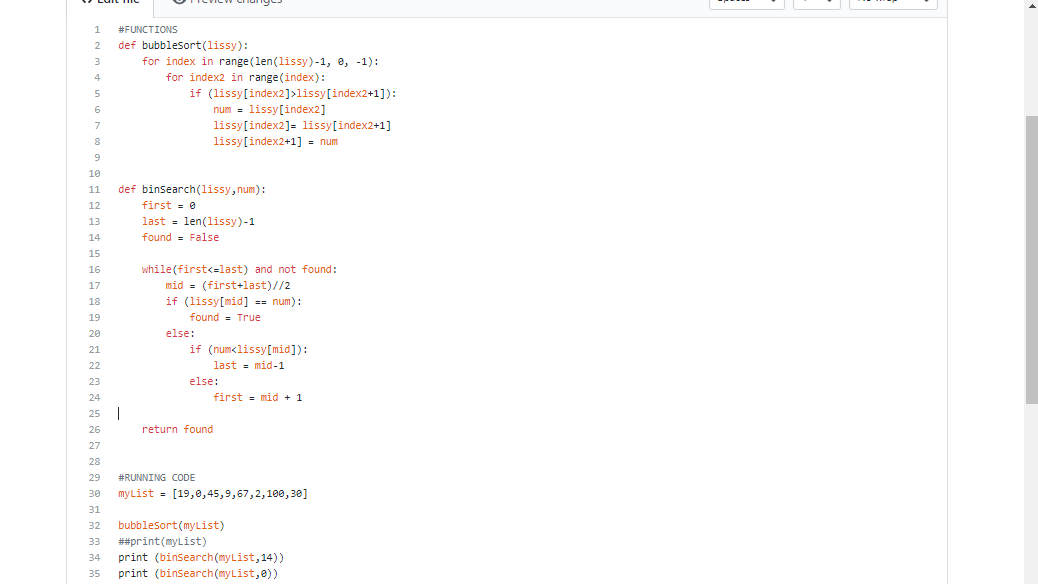 Edit file Preview changes
1 #FUNCTIONS
2 def bubbleSort(lissy):
3     for index in range(len(lissy)-1, 0, -1):
4         for index2 in range(index):
5             if (lissy[index2]>lissy[index2+1]):
6                 num = lissy[index2]
7                 lissy[index2]= lissy[index2+1]
8                 lissy[index2+1] = num
9
10
11 def binSearch(lissy,num):
12     first = 0
13     last = len(lissy)-1
14     found = False
15
16     while(first<=last) and not found:
17         mid = (first+last)//2
18         if (lissy[mid] == num):
19             found = True
20         else:
21             if (num<lissy[mid]):
22                 last = mid-1
23             else:
24                 first = mid + 1
25
26     return found
27
28
29 #RUNNING CODE
30 myList = [19,0,45,9,67,2,100,30]
31
32 bubbleSort(myList)
33 ##print(myList)
34 print (binSearch(myList,14))
35 print (binSearch(myList,0))